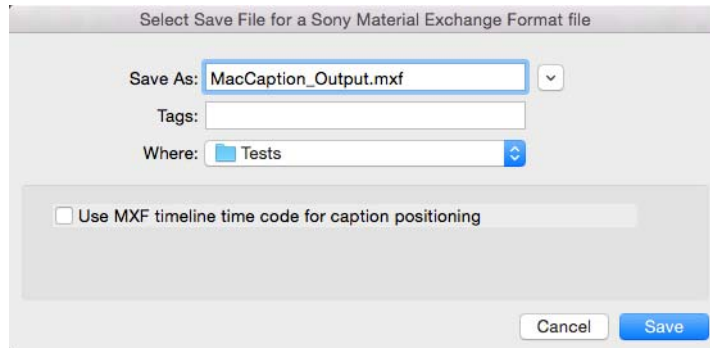 Select Save File for a Sony Material Exchange Format file
Save As: MacCaption_Output.mxf
Tags:
Where: Tests
Use MXF timeline time code for caption positioning
Cancel Save